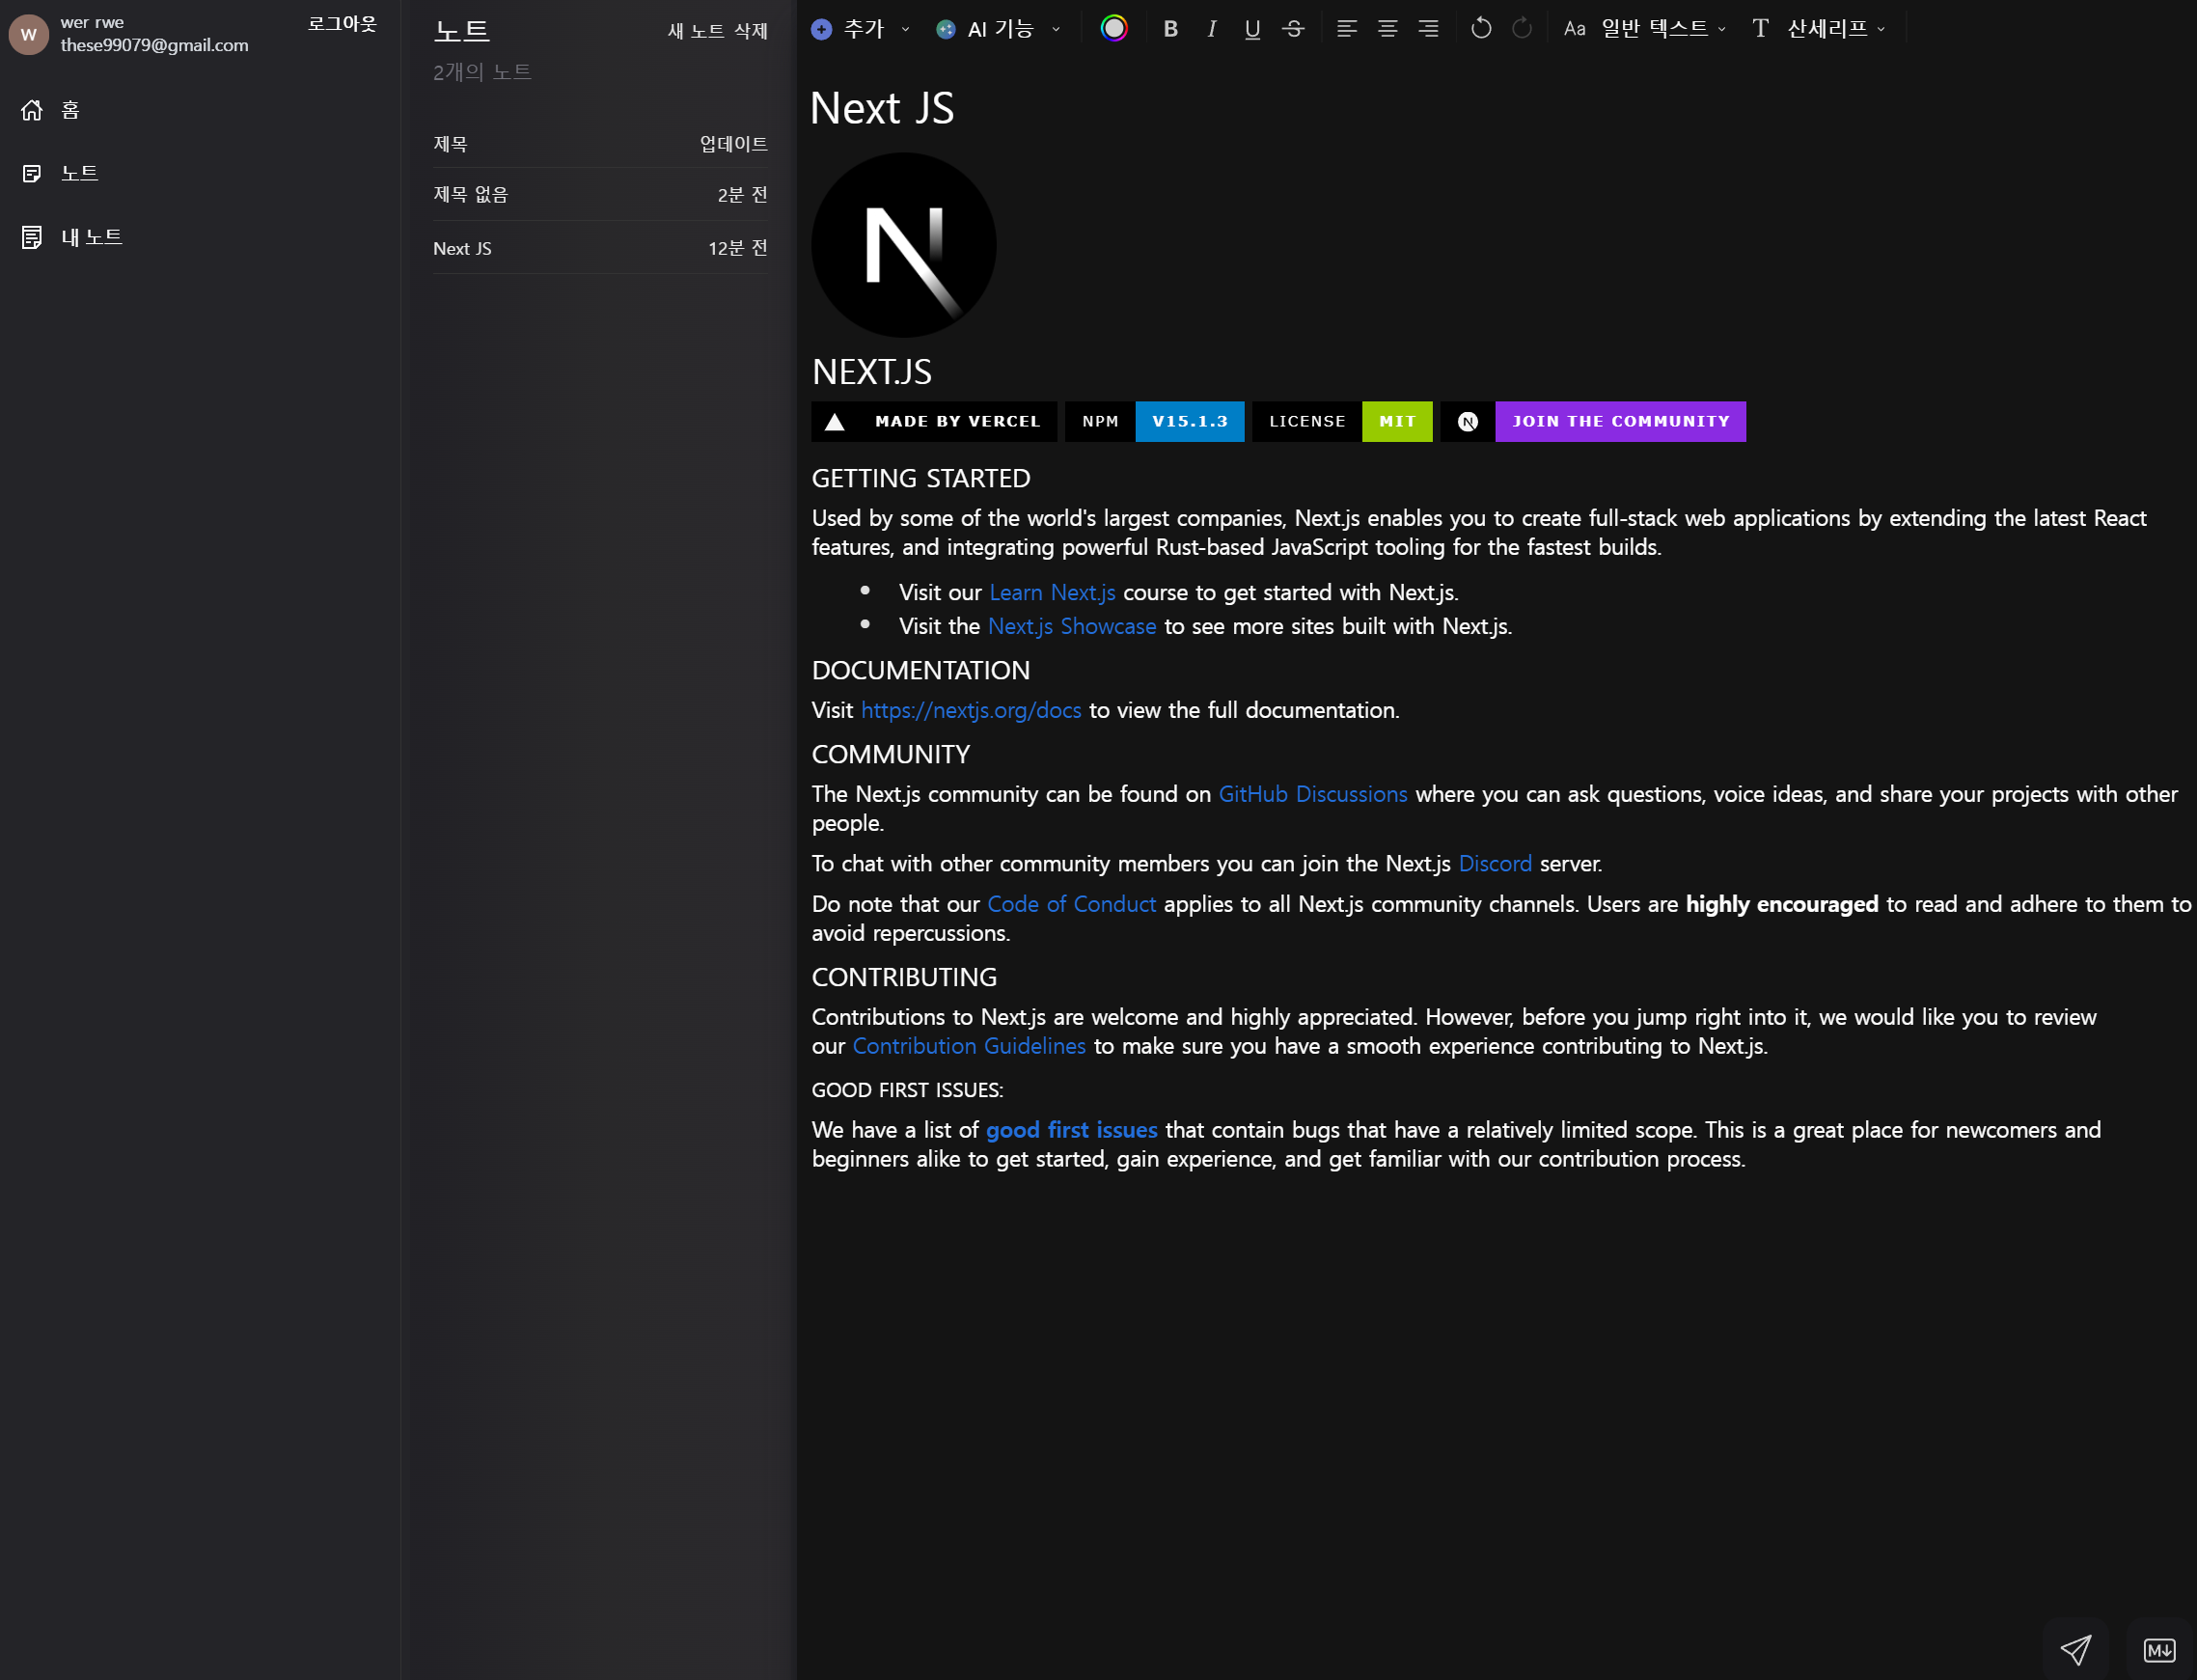 W
wer rwe
these99079@gmail.com
로그아웃
홈
노트
내 노트
노트
새 노트 삭제
2개의 노트
제목 업데이트
제목 없음 2분 전
Next JS 12분 전
추가 AI 기능 B I U S Aa 일반 텍스트 T 산세리프
Next JS
N
NEXT.JS
MADE BY VERCEL NPM V15.1.3 LICENSE MIT N JOIN THE COMMUNITY
GETTING STARTED
Used by some of the world's largest companies, Next.js enables you to create full-stack web applications by extending the latest React
features, and integrating powerful Rust-based JavaScript tooling for the fastest builds.
• Visit our Learn Next.js course to get started with Next.js.
• Visit the Next.js Showcase to see more sites built with Next.js.
DOCUMENTATION
Visit https://nextjs.org/docs to view the full documentation.
COMMUNITY
The Next.js community can be found on GitHub Discussions where you can ask questions, voice ideas, and share your projects with other
people.
To chat with other community members you can join the Next.js Discord server.
Do note that our Code of Conduct applies to all Next.js community channels. Users are highly encouraged to read and adhere to them to
avoid repercussions.
CONTRIBUTING
Contributions to Next.js are welcome and highly appreciated. However, before you jump right into it, we would like you to review
our Contribution Guidelines to make sure you have a smooth experience contributing to Next.js.
GOOD FIRST ISSUES:
We have a list of good first issues that contain bugs that have a relatively limited scope. This is a great place for newcomers and
beginners alike to get started, gain experience, and get familiar with our contribution process.
M↓